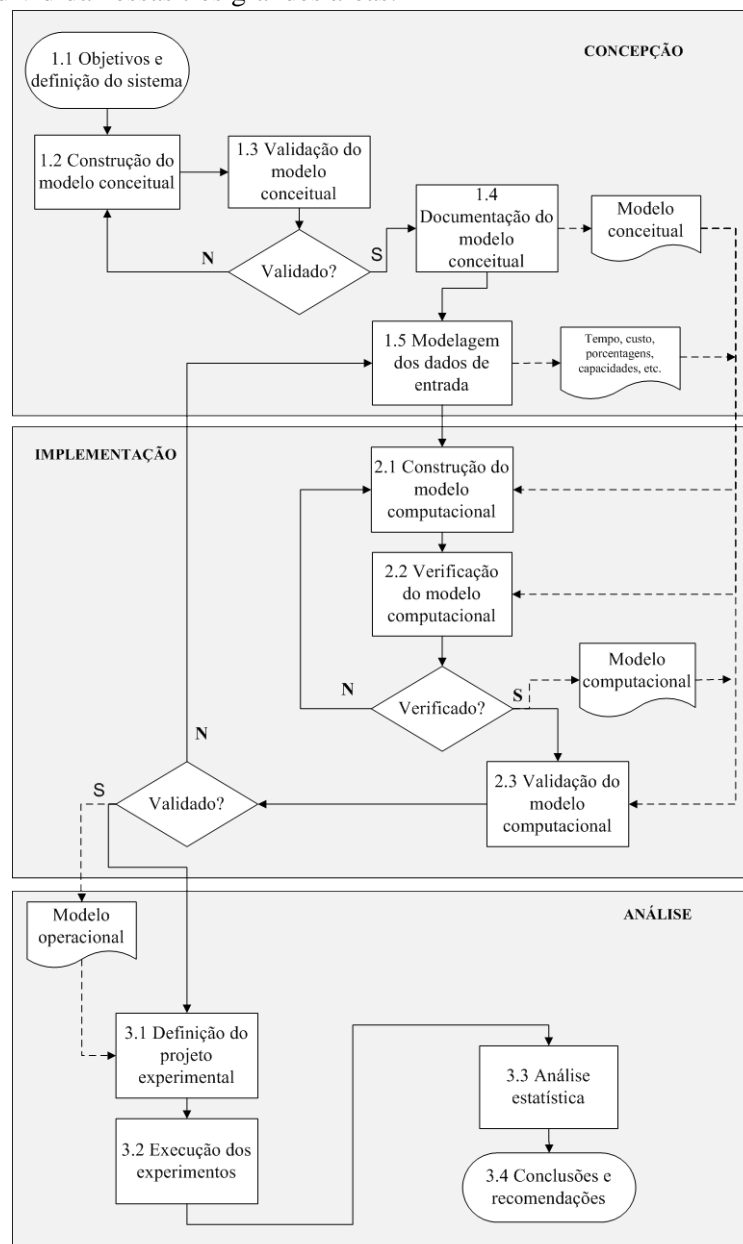 CONCEPÇÃO
1.1 Objetivos e
definição do sistema
1.2 Construção do
modelo conceitual
1.3 Validação do
modelo
conceitual
Validado?
N
S
1.4
Documentação do
modelo
conceitual
Modelo
conceitual
1.5 Modelagem
dos dados de
entrada
Tempo, custo,
porcentagens,
capacidades, etc.
IMPLEMENTAÇÃO
2.1 Construção do
modelo
computacional
2.2 Verificação
do modelo
computacional
Verificado?
N
S
Modelo
computacional
2.3 Validação do
modelo
computacional
Validado?
N
S
ANÁLISE
Modelo
operacional
3.1 Definição do
projeto
experimental
3.2 Execução dos
experimentos
3.3 Análise
estatística
3.4 Conclusões e
recomendações